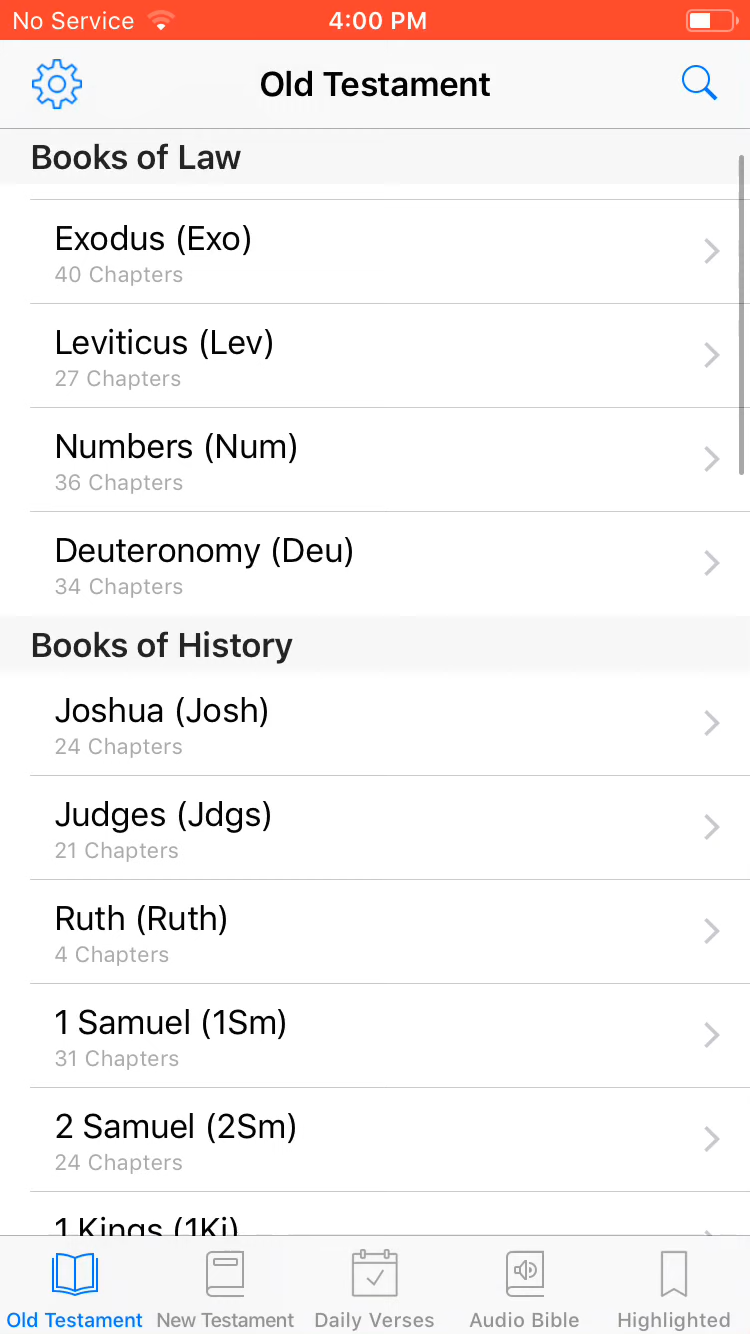 No Service 4:00 PM
Old Testament
Books of Law
Exodus (Exo)
40 Chapters
Leviticus (Lev)
27 Chapters
Numbers (Num)
36 Chapters
Deuteronomy (Deu)
34 Chapters
Books of History
Joshua (Josh)
24 Chapters
Judges (Jdgs)
21 Chapters
Ruth (Ruth)
4 Chapters
1 Samuel (1Sm)
31 Chapters
2 Samuel (2Sm)
24 Chapters
1 Kings (1Ki)
Old Testament New Testament Daily Verses Audio Bible Highlighted